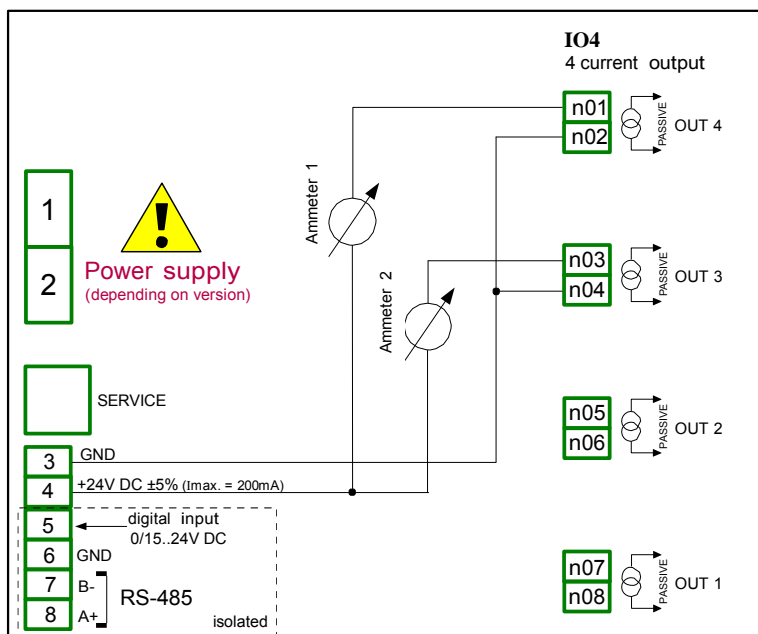 IO4
4 current output
n01
n02
PASSIVE
OUT 4
Ammeter 1
1
2
!
Power supply
(depending on version)
Ammeter 2
n03
n04
PASSIVE
OUT 3
SERVICE
n05
n06
PASSIVE
OUT 2
3
GND
4
+24V DC ±5% (Imax. = 200mA)
5
digital input
0/15..24V DC
6
GND
7
B-
RS-485
8
A+
isolated
n07
n08
PASSIVE
OUT 1